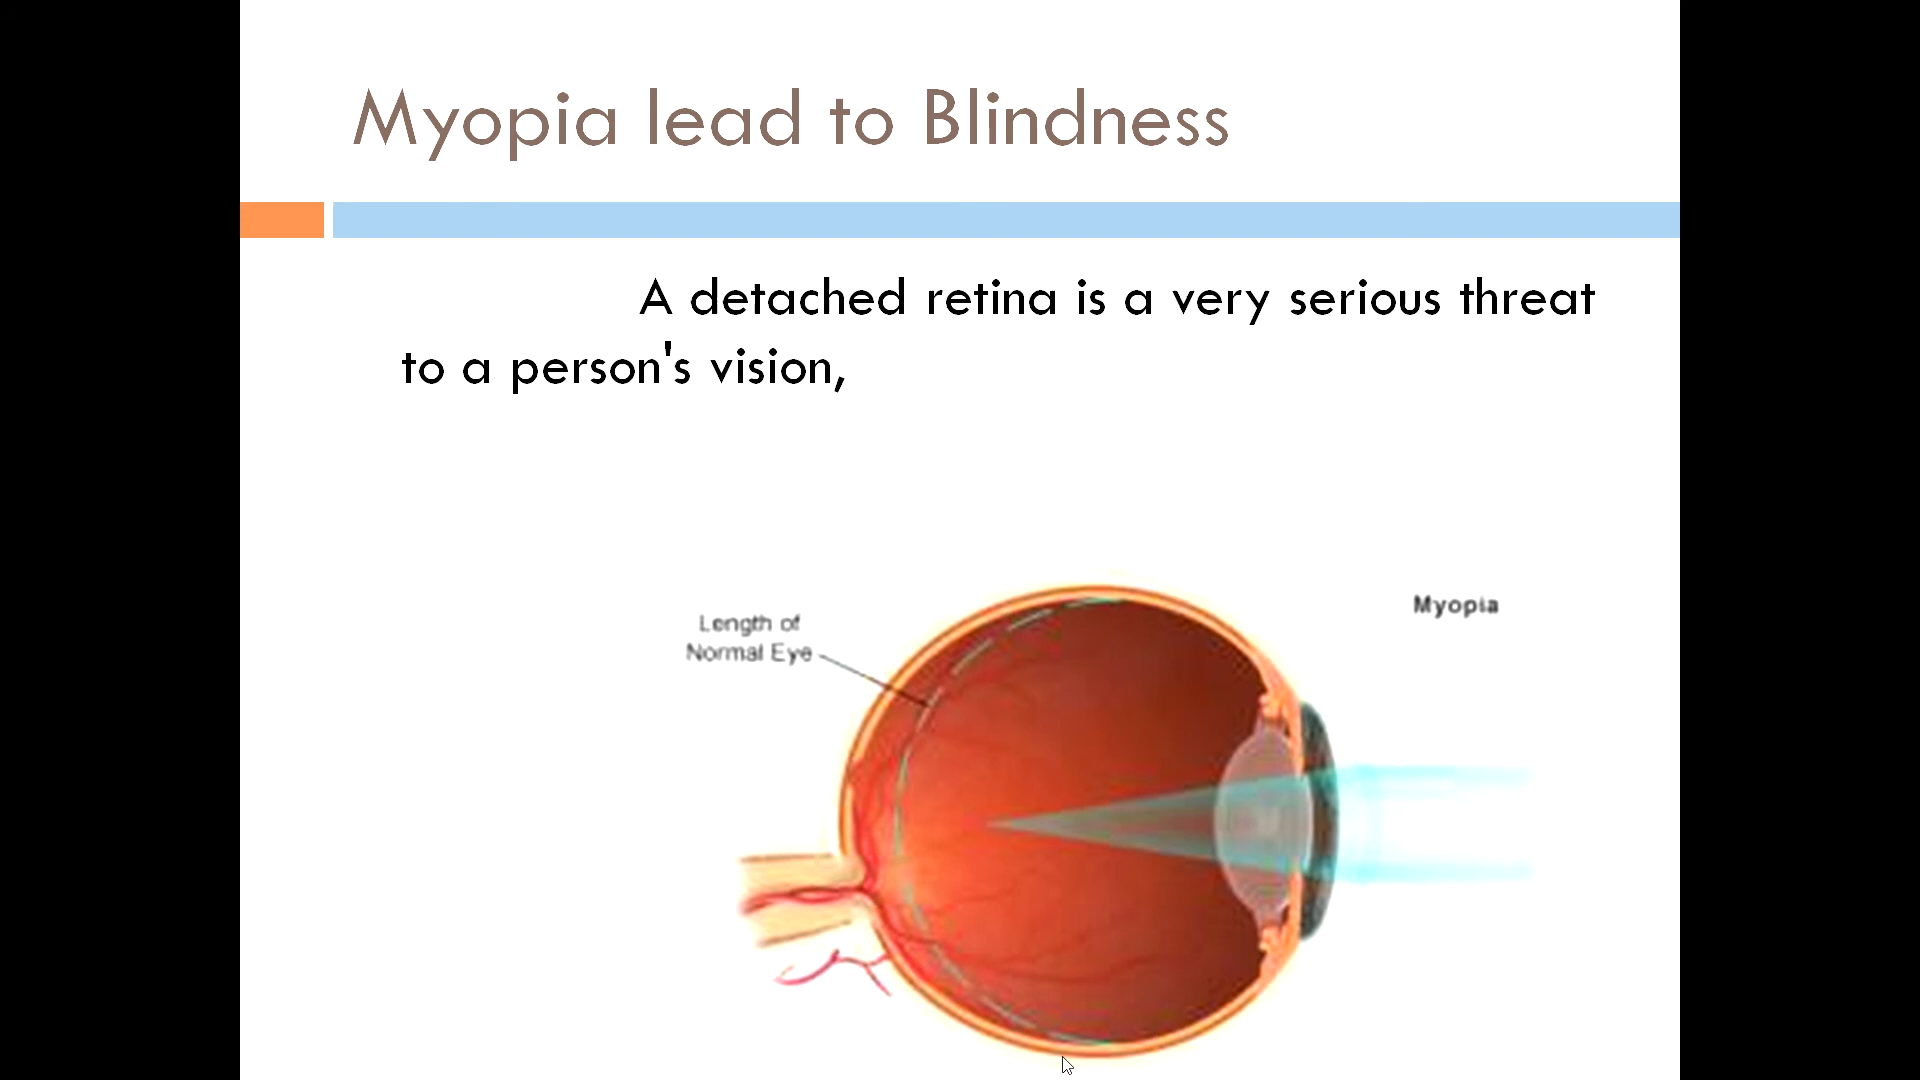 Myopia lead to Blindness
A detached retina is a very serious threat
to a person's vision,
Length of
Normal Eye
Myopia